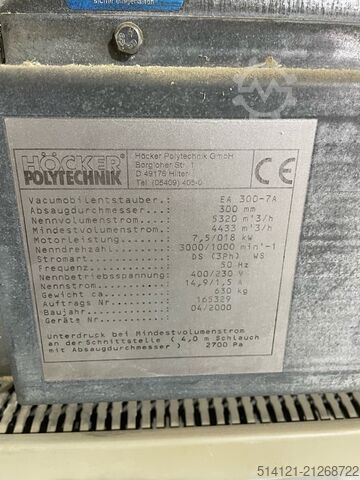 HÖCKER
POLYTECHNIK
Höcker Polytechnik GmbH
Borgloher Str. 1
D 49176 Hilter
Tel. (05409) 405-0
CE
Vacumobilentstauber: EA 300-7A
Absaugdurchmesser: 300 mm
Nennvolumenstrom: 5320 m³/h
Mindestvolumenstrom: 4433 m³/h
Motorleistung: 7,5/018 kW
Nenndrehzahl: 3000/1000 min^-1
Stromart: DS (3Ph) WS
Frequenz: 50 Hz
Nennbetriebsspannung: 400/230 V
Nennstrom: 14,9/1,5 A
Gewicht ca. 630 kg
Auftrags Nr. 165329
Baujahr: 04/2000
Geräte Nr.
Unterdruck bei Mindestvolumenstrom
an der Schnittstelle ( 4,0 m Schlauch
mit Absaugdurchmesser ) 2700 Pa
514121-21268722